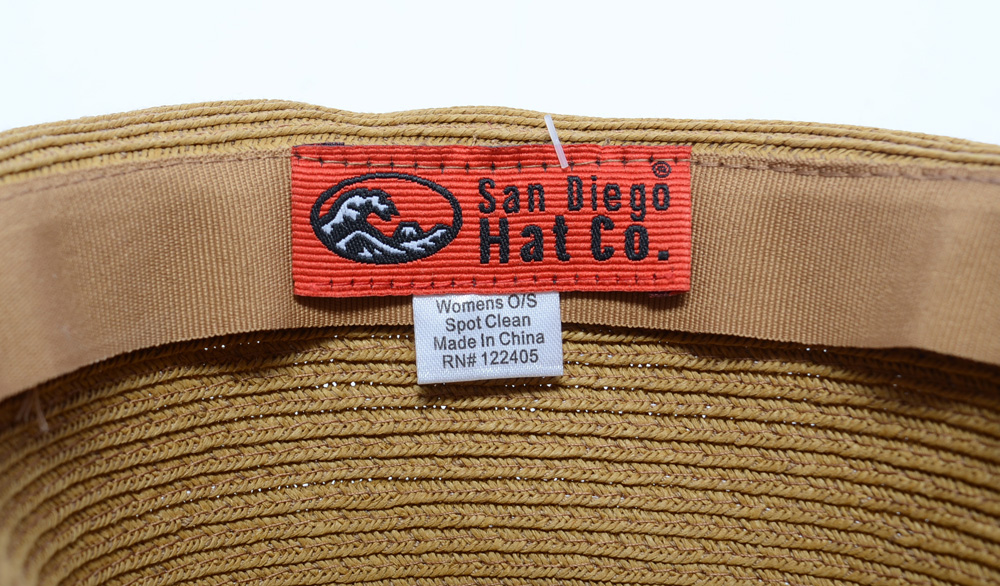 San Diego®
Hat Co.
Womens O/S
Spot Clean
Made In China
RN# 122405